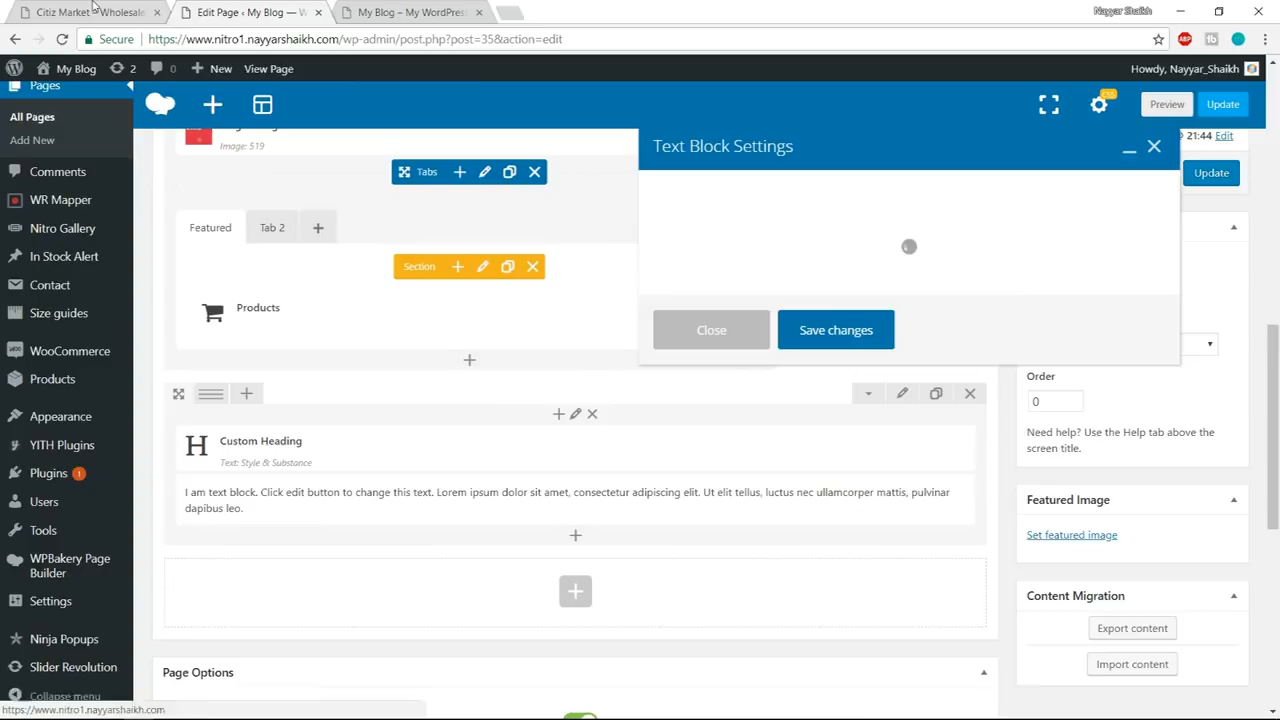 Citiz Market – Wholesale
Edit Page ‹ My Blog — W
My Blog – My WordPress
Nayyar Shaikh
Secure
https://www.nitro1.nayyarshaikh.com/wp-admin/post.php?post=35&action=edit
ABP
My Blog 2 0 New View Page
Howdy, Nayyar_Shaikh
Pages
All Pages
Add New
Comments
WR Mapper
Nitro Gallery
In Stock Alert
Contact
Size guides
WooCommerce
Products
Appearance
YITH Plugins
Plugins 1
Users
Tools
WPBakery Page
Builder
Settings
Ninja Popups
Slider Revolution
Collapse menu
https://www.nitro1.nayyarshaikh.com
CSS
Preview
Update
Image: 519
Tabs
Featured
Tab 2
Section
Products
Text Block Settings
Close
Save changes
H
Custom Heading
Text: Style & Substance
I am text block. Click edit button to change this text. Lorem ipsum dolor sit amet, consectetur adipiscing elit. Ut elit tellus, luctus nec ullamcorper mattis, pulvinar
dapibus leo.
Page Options
21:44 Edit
Update
Order
0
Need help? Use the Help tab above the
screen title.
Featured Image
Set featured image
Content Migration
Export content
Import content